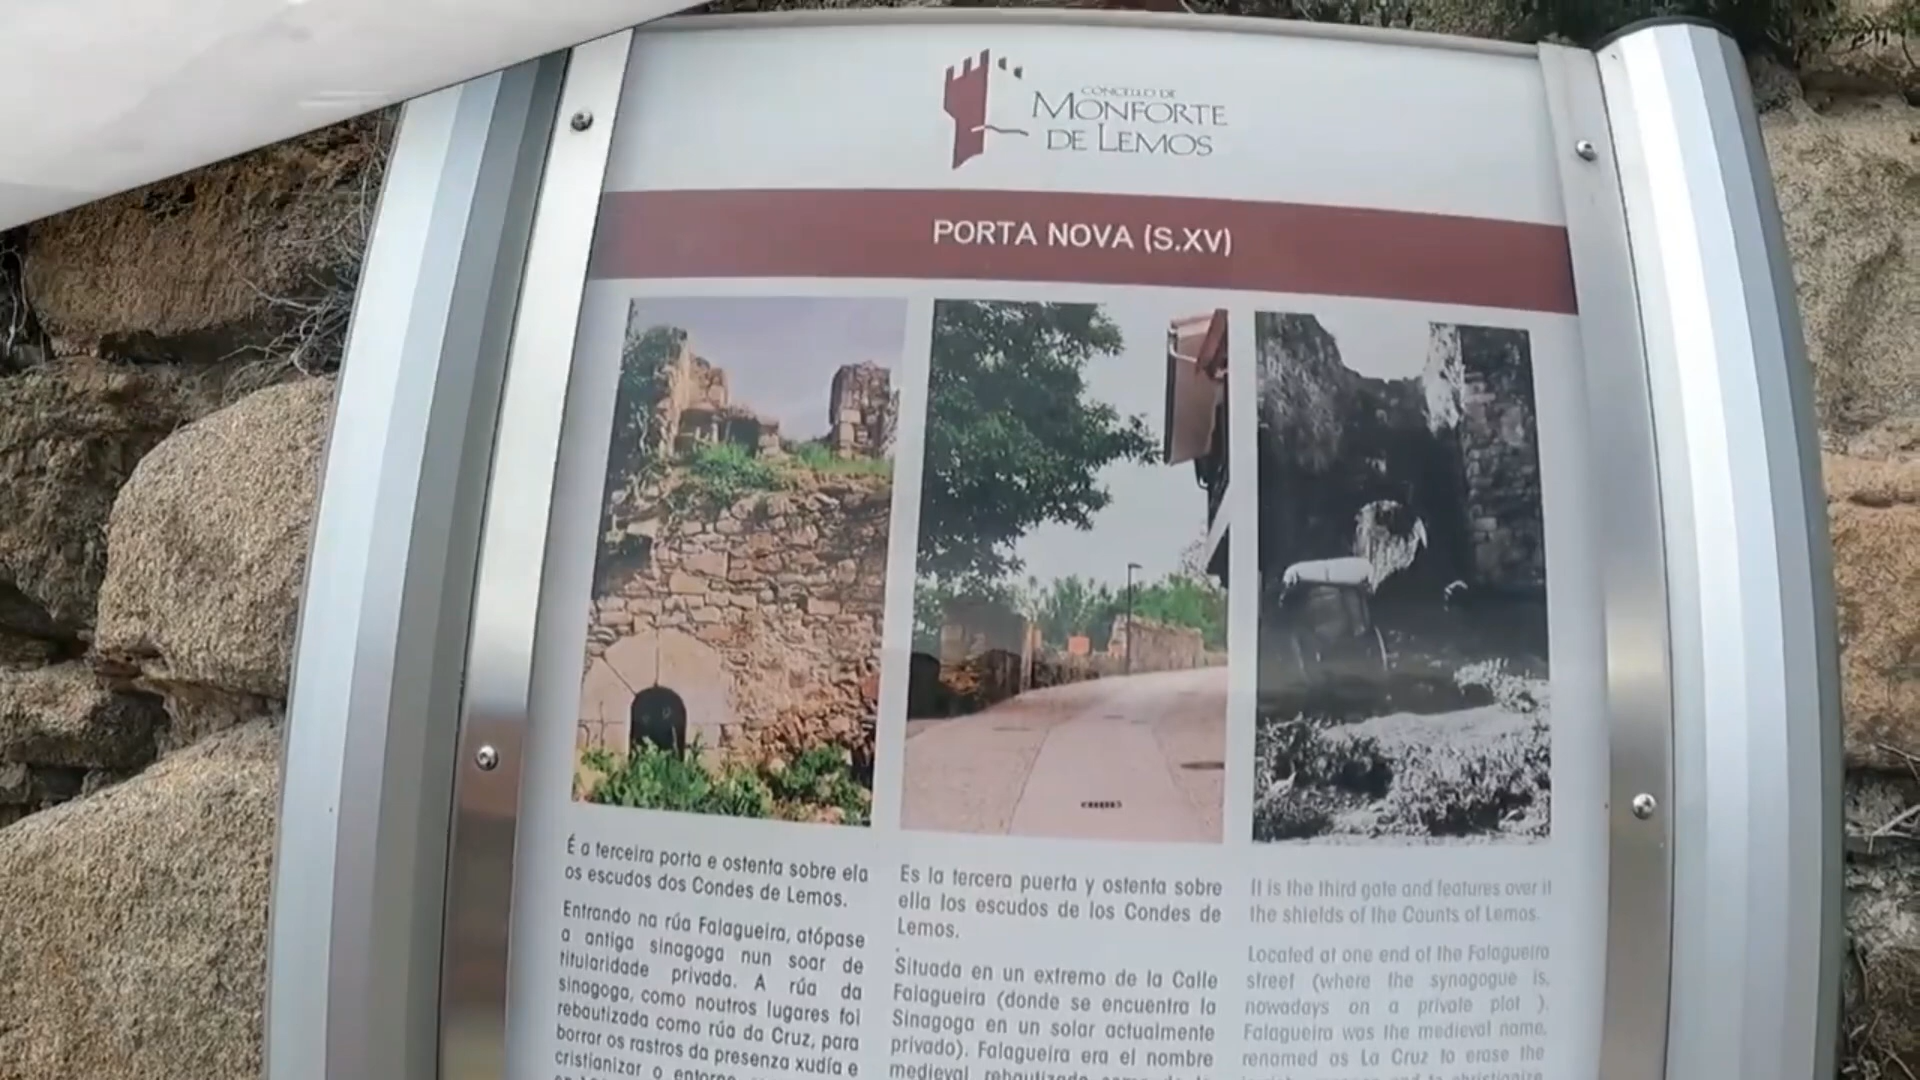 CONCELLO DE
MONFORTE
DE LEMOS
PORTA NOVA (S.XV)
É a terceira porta e ostenta sobre ela
os escudos dos Condes de Lemos.
Entrando na rúa Falagueira, atópase
a antiga sinagoga nun soar de
titularidade privada. A rúa da
sinagoga, como noutros lugares foi
rebautizada como rúa da Cruz, para
borrar os rastros da presenza xudía e
cristianizar o entorno
Es la tercera puerta y ostenta sobre
ella los escudos de los Condes de
Lemos.
.
Situada en un extremo de la Calle
Falagueira (donde se encuentra la
Sinagoga en un solar actualmente
privado). Falagueira era el nombre
medieval, rebautizado como
It is the third gate and features over it
the shields of the Counts of Lemos.
Located at one end of the Falagueira
street (where the synagogue is,
nowadays on a private plot ).
Falagueira was the medieval name,
renamed as La Cruz to erase the
and to christianize